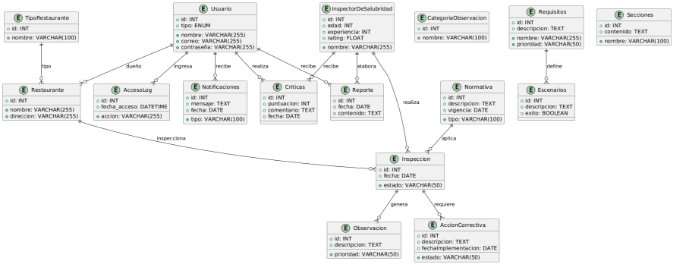 E TipoRestaurante
id: INT
nombre: VARCHAR(100)
E Usuario
id: INT
tipo: ENUM
nombre: VARCHAR(255)
correo: VARCHAR(255)
contraseña: VARCHAR(255)
E InspectorDeSalubridad
id: INT
edad: INT
experiencia: INT
rating: FLOAT
nombre: VARCHAR(255)
E CategoriaObservacion
id: INT
nombre: VARCHAR(100)
E Requisitos
id: INT
descripcion: TEXT
nombre: VARCHAR(255)
prioridad: VARCHAR(50)
E Secciones
id: INT
contenido: TEXT
nombre: VARCHAR(100)
tipo
dueño
ingresa
recibe
realiza
recibe
recibe
elabora
realiza
define
E Restaurante
id: INT
nombre: VARCHAR(255)
direccion: VARCHAR(255)
E AccesoLog
id: INT
fecha_acceso: DATETIME
accion: VARCHAR(255)
E Notificaciones
id: INT
mensaje: TEXT
fecha: DATE
tipo: VARCHAR(100)
E Criticas
id: INT
puntuacion: INT
comentario: TEXT
fecha: DATE
E Reporte
id: INT
fecha: DATE
contenido: TEXT
E Normativa
id: INT
descripcion: TEXT
vigencia: DATE
tipo: VARCHAR(100)
E Escenarios
id: INT
descripcion: TEXT
exito: BOOLEAN
inspecciona
aplica
E Inspeccion
id: INT
fecha: DATE
estado: VARCHAR(50)
genera
requiere
E Observacion
id: INT
descripcion: TEXT
prioridad: VARCHAR(50)
E AccionCorrectiva
id: INT
descripcion: TEXT
fechaImplementacion: DATE
estado: VARCHAR(50)